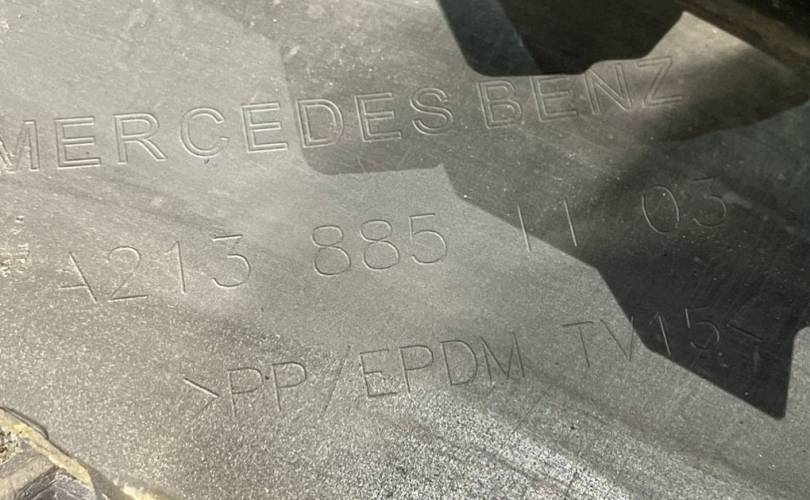 MERCEDES BENZ
A213 885 11 03
>PP/EPDM TV15<